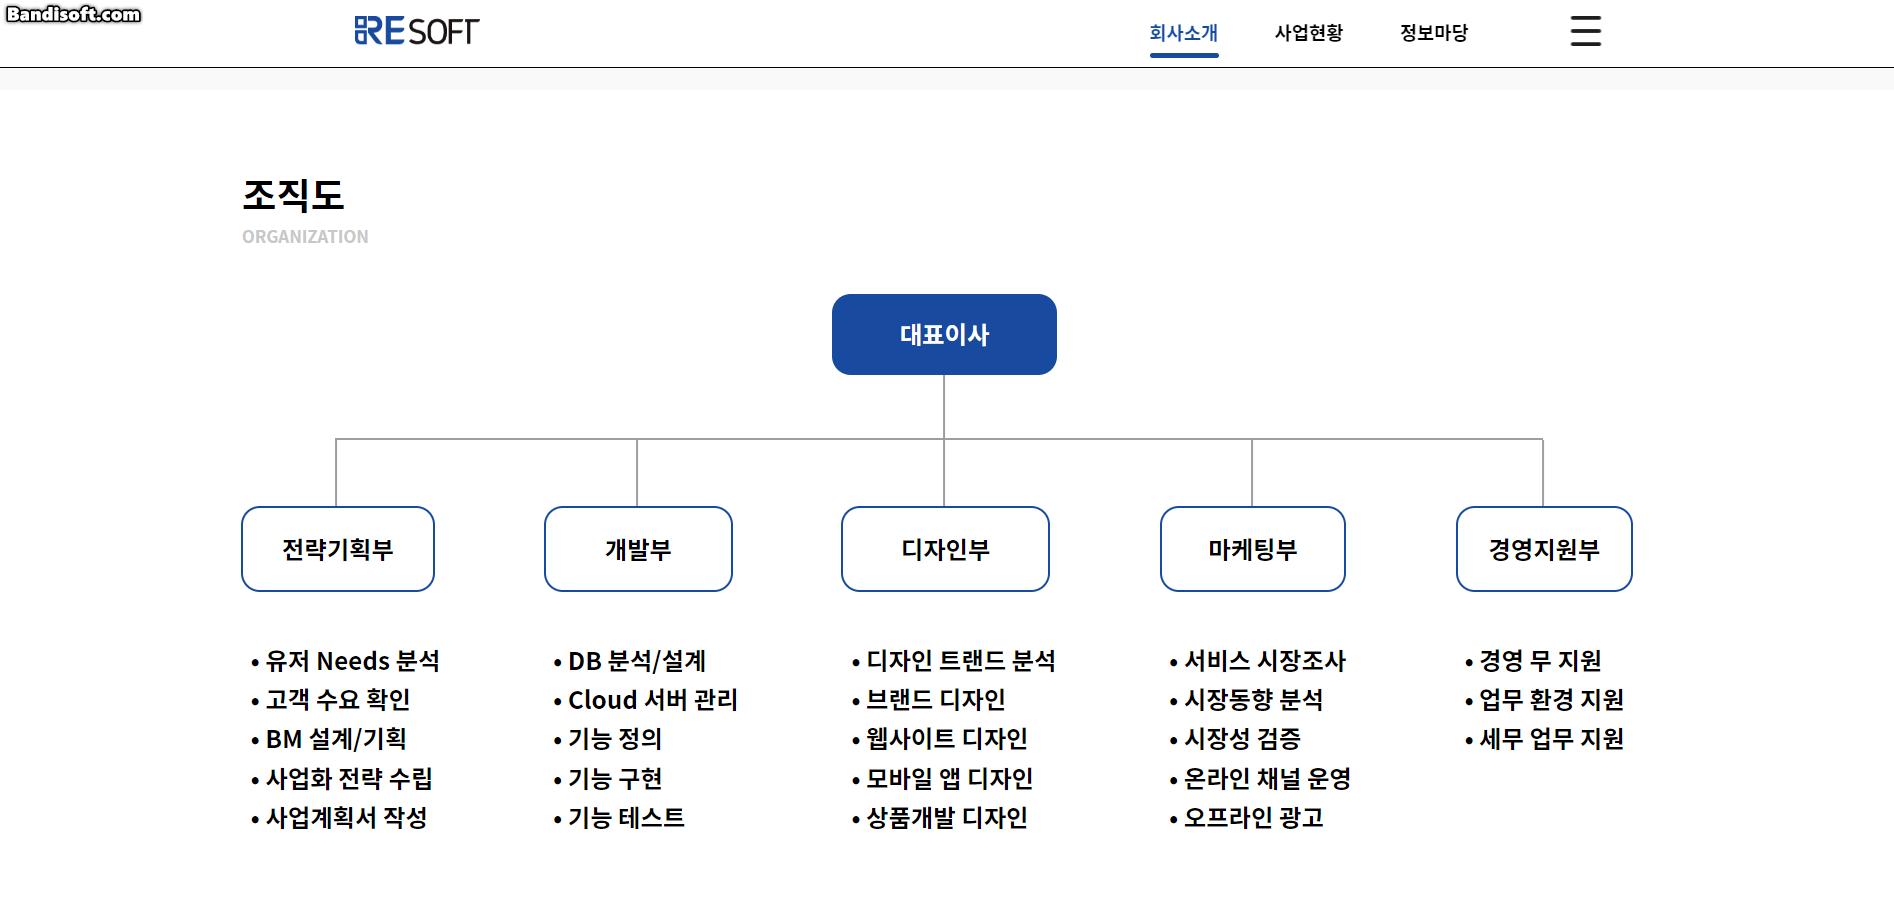 Bandisoft.com
RESOFT
회사소개 사업현황 정보마당
조직도
ORGANIZATION
대표이사
전략기획부 개발부 디자인부 마케팅부 경영지원부
• 유저 Needs 분석
• 고객 수요 확인
• BM 설계/기획
• 사업화 전략 수립
• 사업계획서 작성
• DB 분석/설계
• Cloud 서버 관리
• 기능 정의
• 기능 구현
• 기능 테스트
• 디자인 트랜드 분석
• 브랜드 디자인
• 웹사이트 디자인
• 모바일 앱 디자인
• 상품개발 디자인
• 서비스 시장조사
• 시장동향 분석
• 시장성 검증
• 온라인 채널 운영
• 오프라인 광고
• 경영 무 지원
• 업무 환경 지원
• 세무 업무 지원